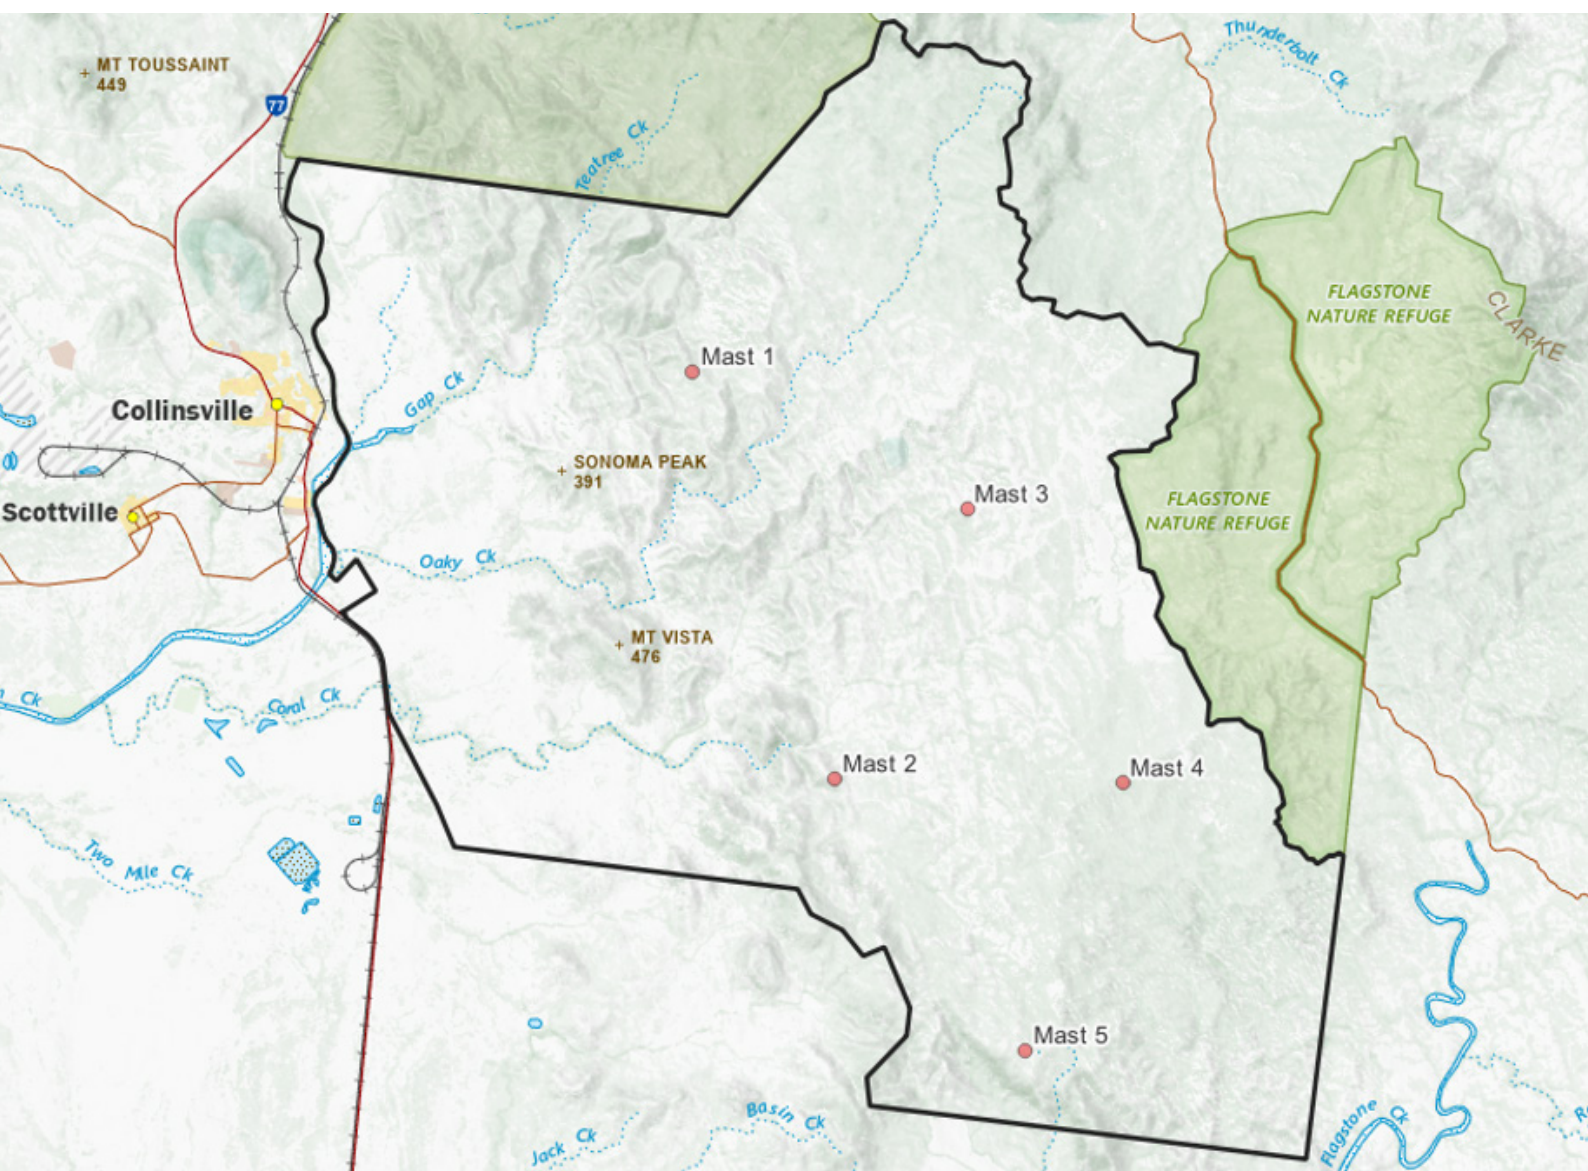 Thunderbolt Ck
MT TOUSSAINT
449
77
Teatree Ck
FLAGSTONE
NATURE REFUGE
CLARKE
Mast 1
Gap Ck
Collinsville
SONOMA PEAK
391
Mast 3
FLAGSTONE
NATURE REFUGE
Scottville
Oaky Ck
MT VISTA
476
Ck
Coral Ck
Mast 2
Mast 4
Two Mile Ck
Mast 5
Basin Ck
Jack Ck
Flagstone Ck